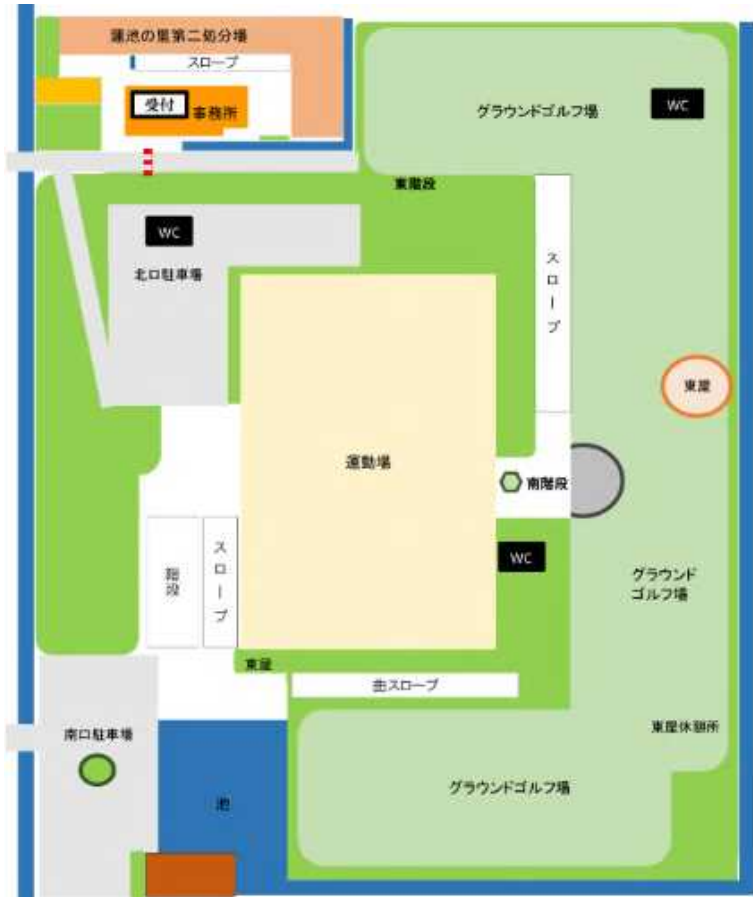 蓮池の里第二処分場
スロープ
受付
事務所
グラウンドゴルフ場
WC
東階段
WC
北口駐車場
スロープ
東屋
運動場
南階段
スロープ
階段
WC
グラウンド
ゴルフ場
東屋
曲スロープ
南口駐車場
東屋休憩所
グラウンドゴルフ場
池